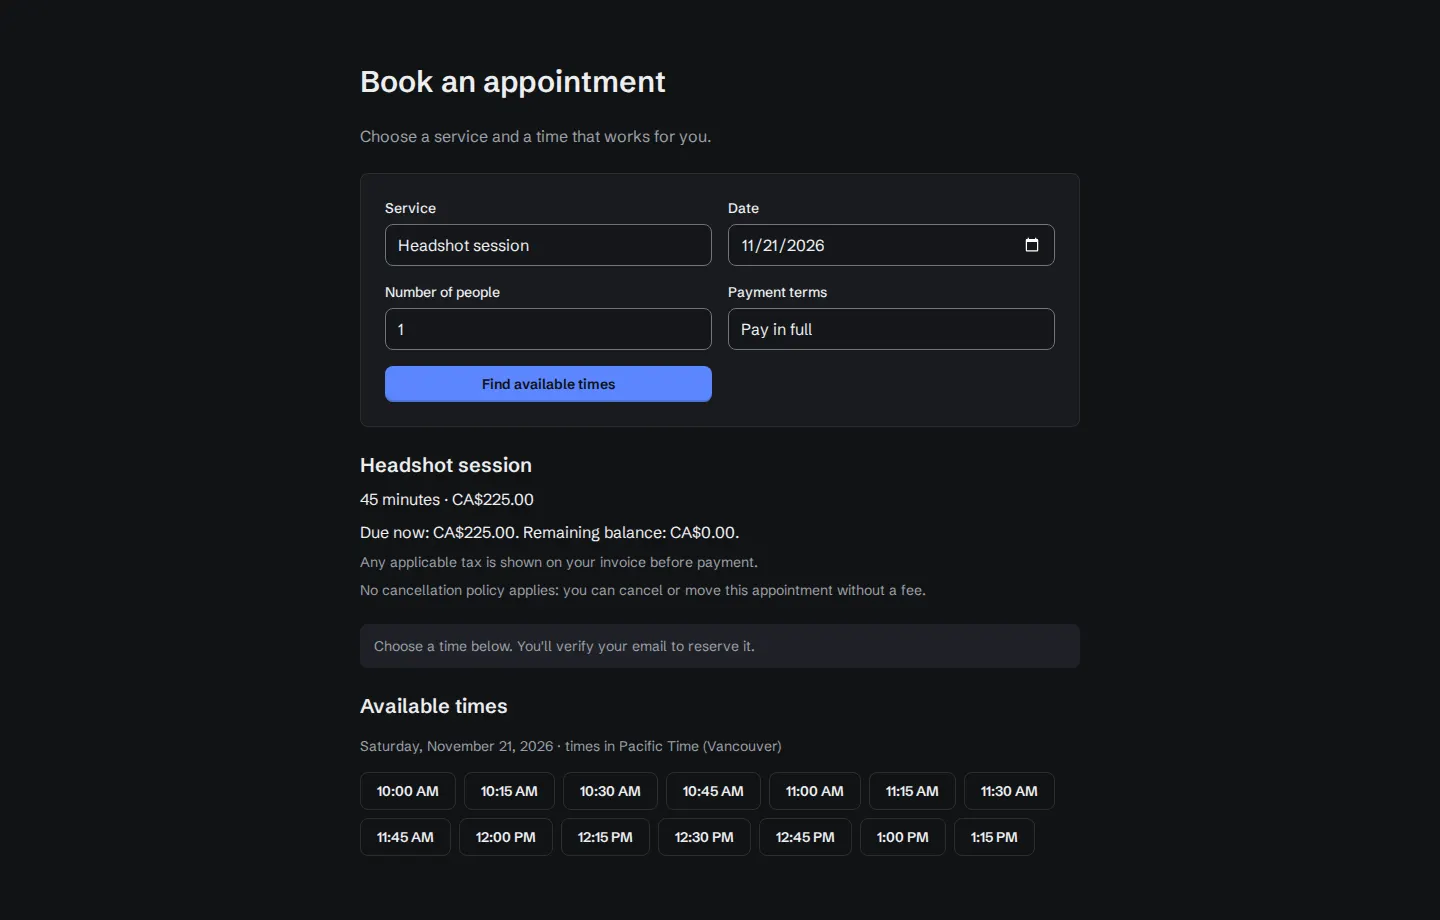 Book an appointment
Choose a service and a time that works for you.
Service
Date
Headshot session
11/21/2026
Number of people
Payment terms
1
Pay in full
Find available times
Headshot session
45 minutes · CA$225.00
Due now: CA$225.00. Remaining balance: CA$0.00.
Any applicable tax is shown on your invoice before payment.
No cancellation policy applies: you can cancel or move this appointment without a fee.
Choose a time below. You'll verify your email to reserve it.
Available times
Saturday, November 21, 2026 · times in Pacific Time (Vancouver)
10:00 AM 10:15 AM 10:30 AM 10:45 AM 11:00 AM 11:15 AM 11:30 AM
11:45 AM 12:00 PM 12:15 PM 12:30 PM 12:45 PM 1:00 PM 1:15 PM